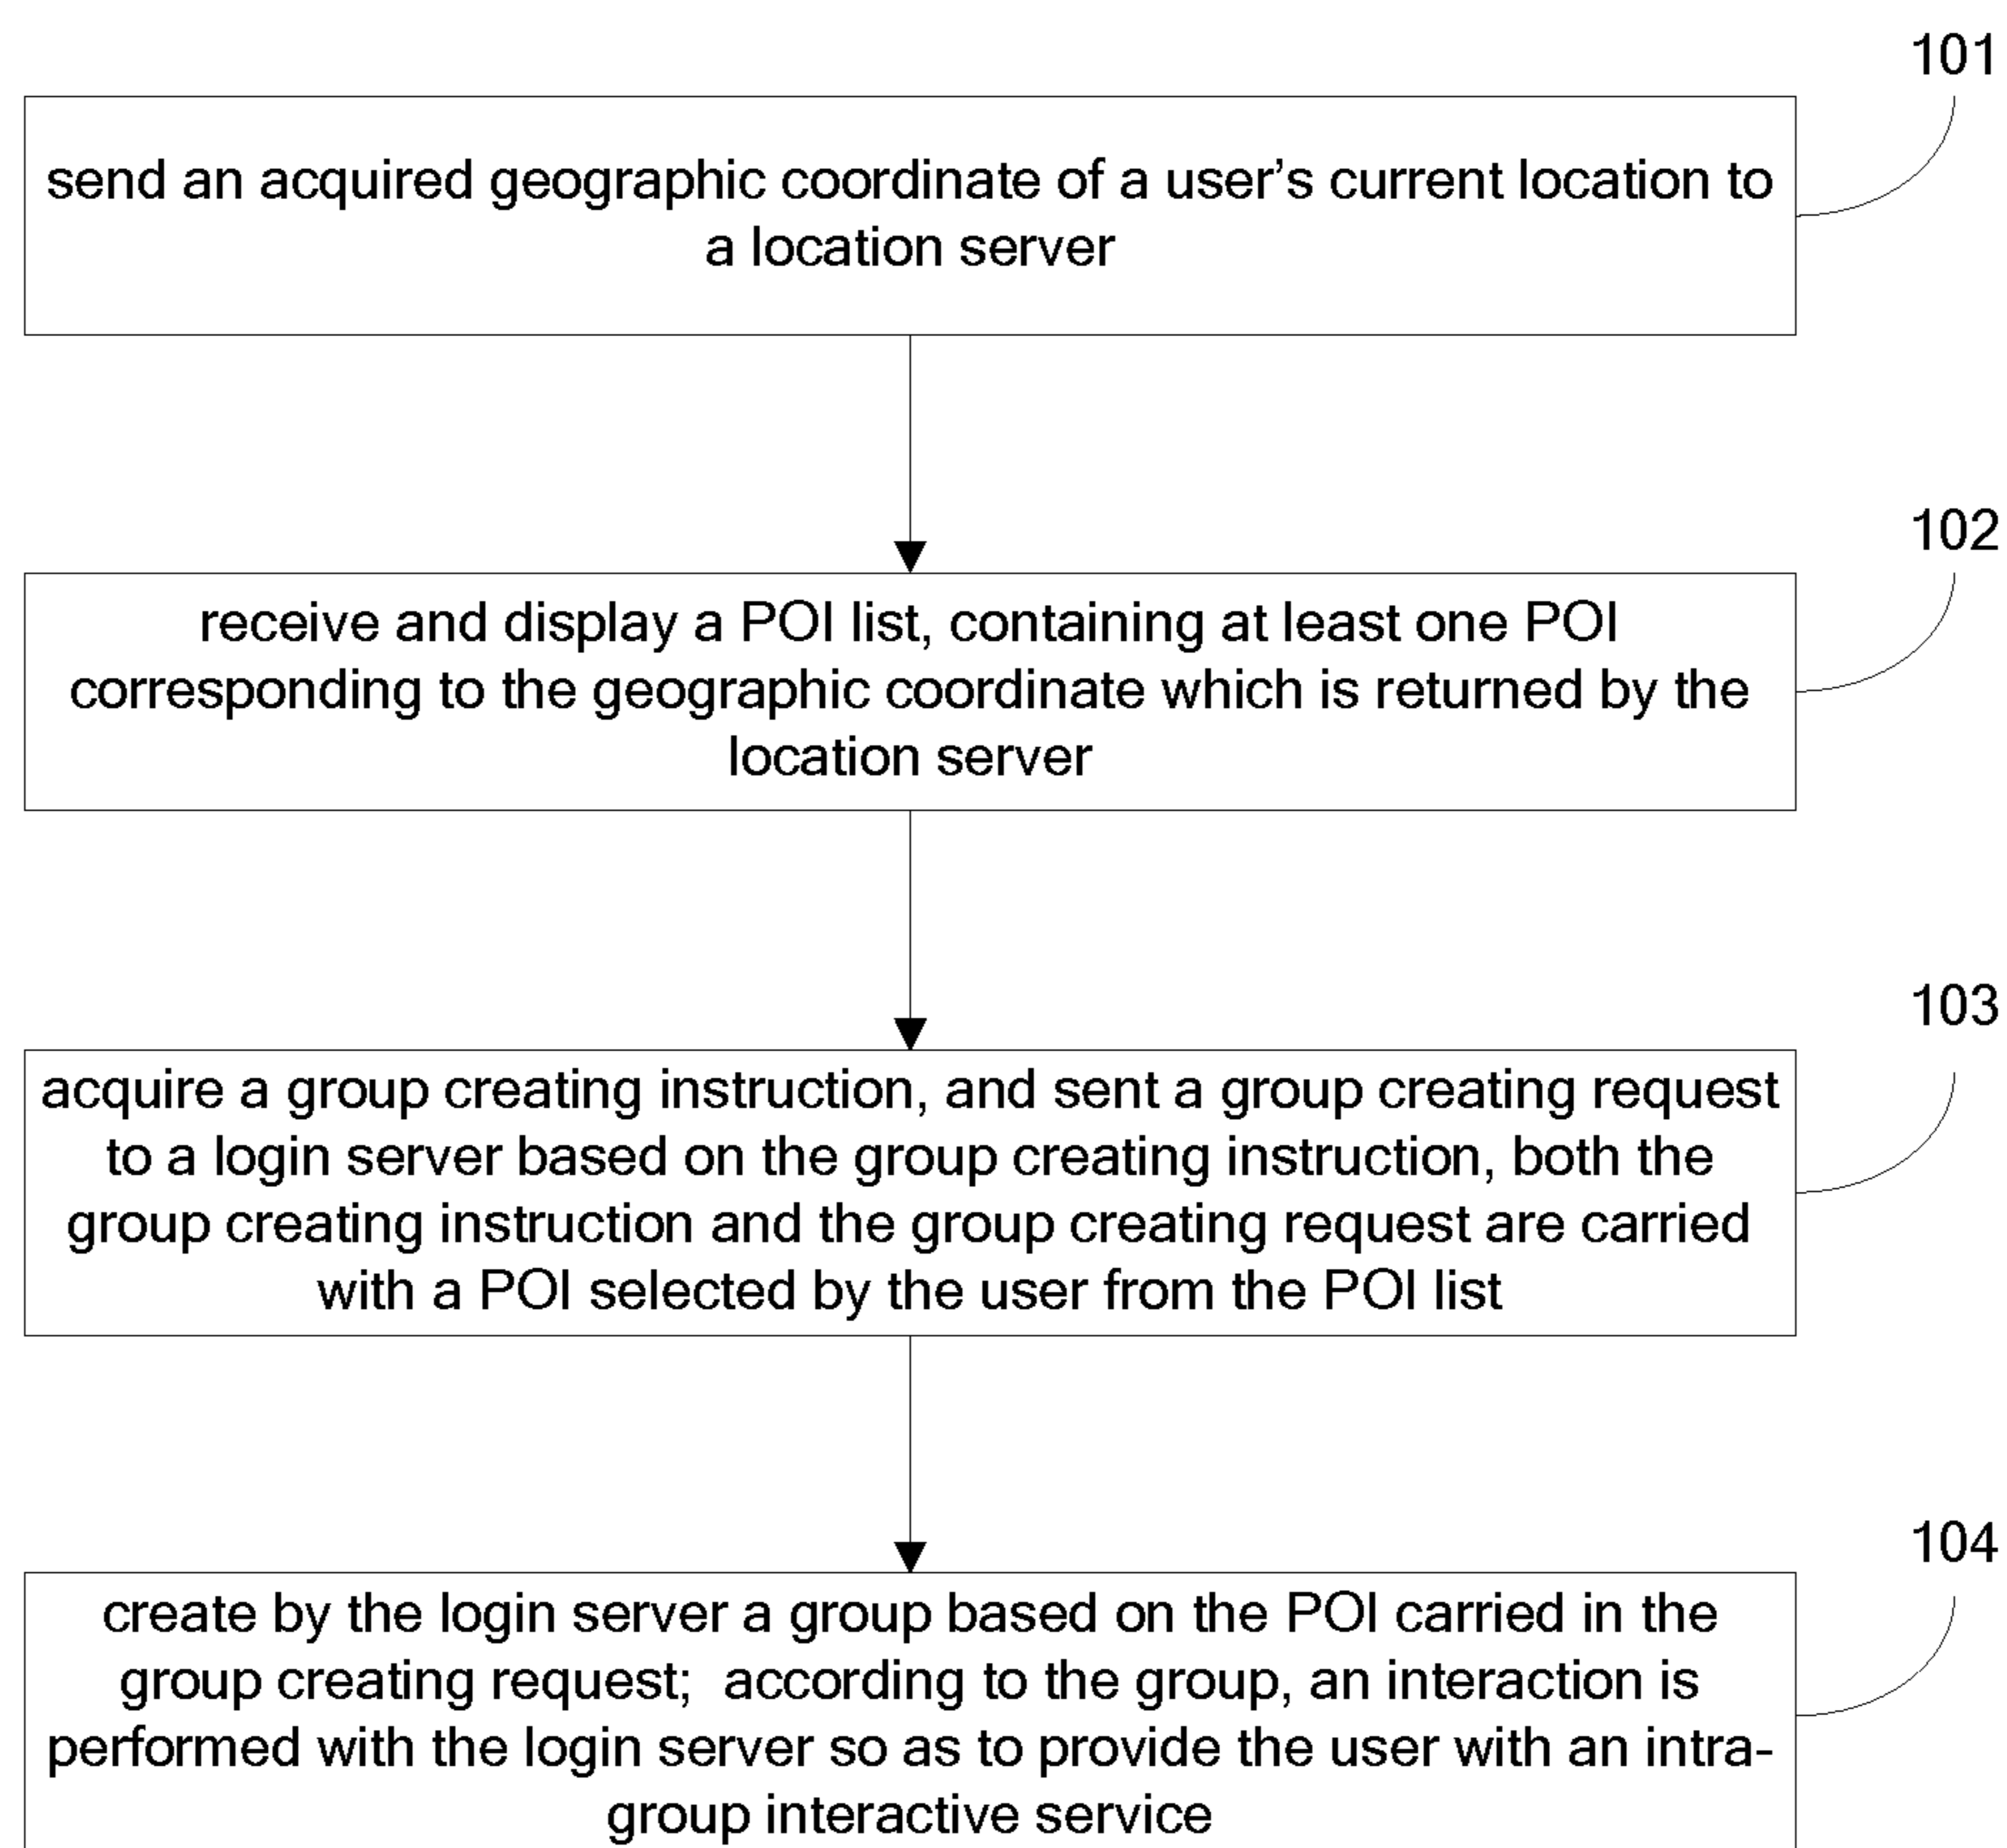 101
send an acquired geographic coordinate of a user’s current location to
a location server
102
receive and display a POI list, containing at least one POI
corresponding to the geographic coordinate which is returned by the
location server
103
acquire a group creating instruction, and sent a group creating request
to a login server based on the group creating instruction, both the
group creating instruction and the group creating request are carried
with a POI selected by the user from the POI list
104
create by the login server a group based on the POI carried in the
group creating request;  according to the group, an interaction is
performed with the login server so as to provide the user with an intra-
group interactive service